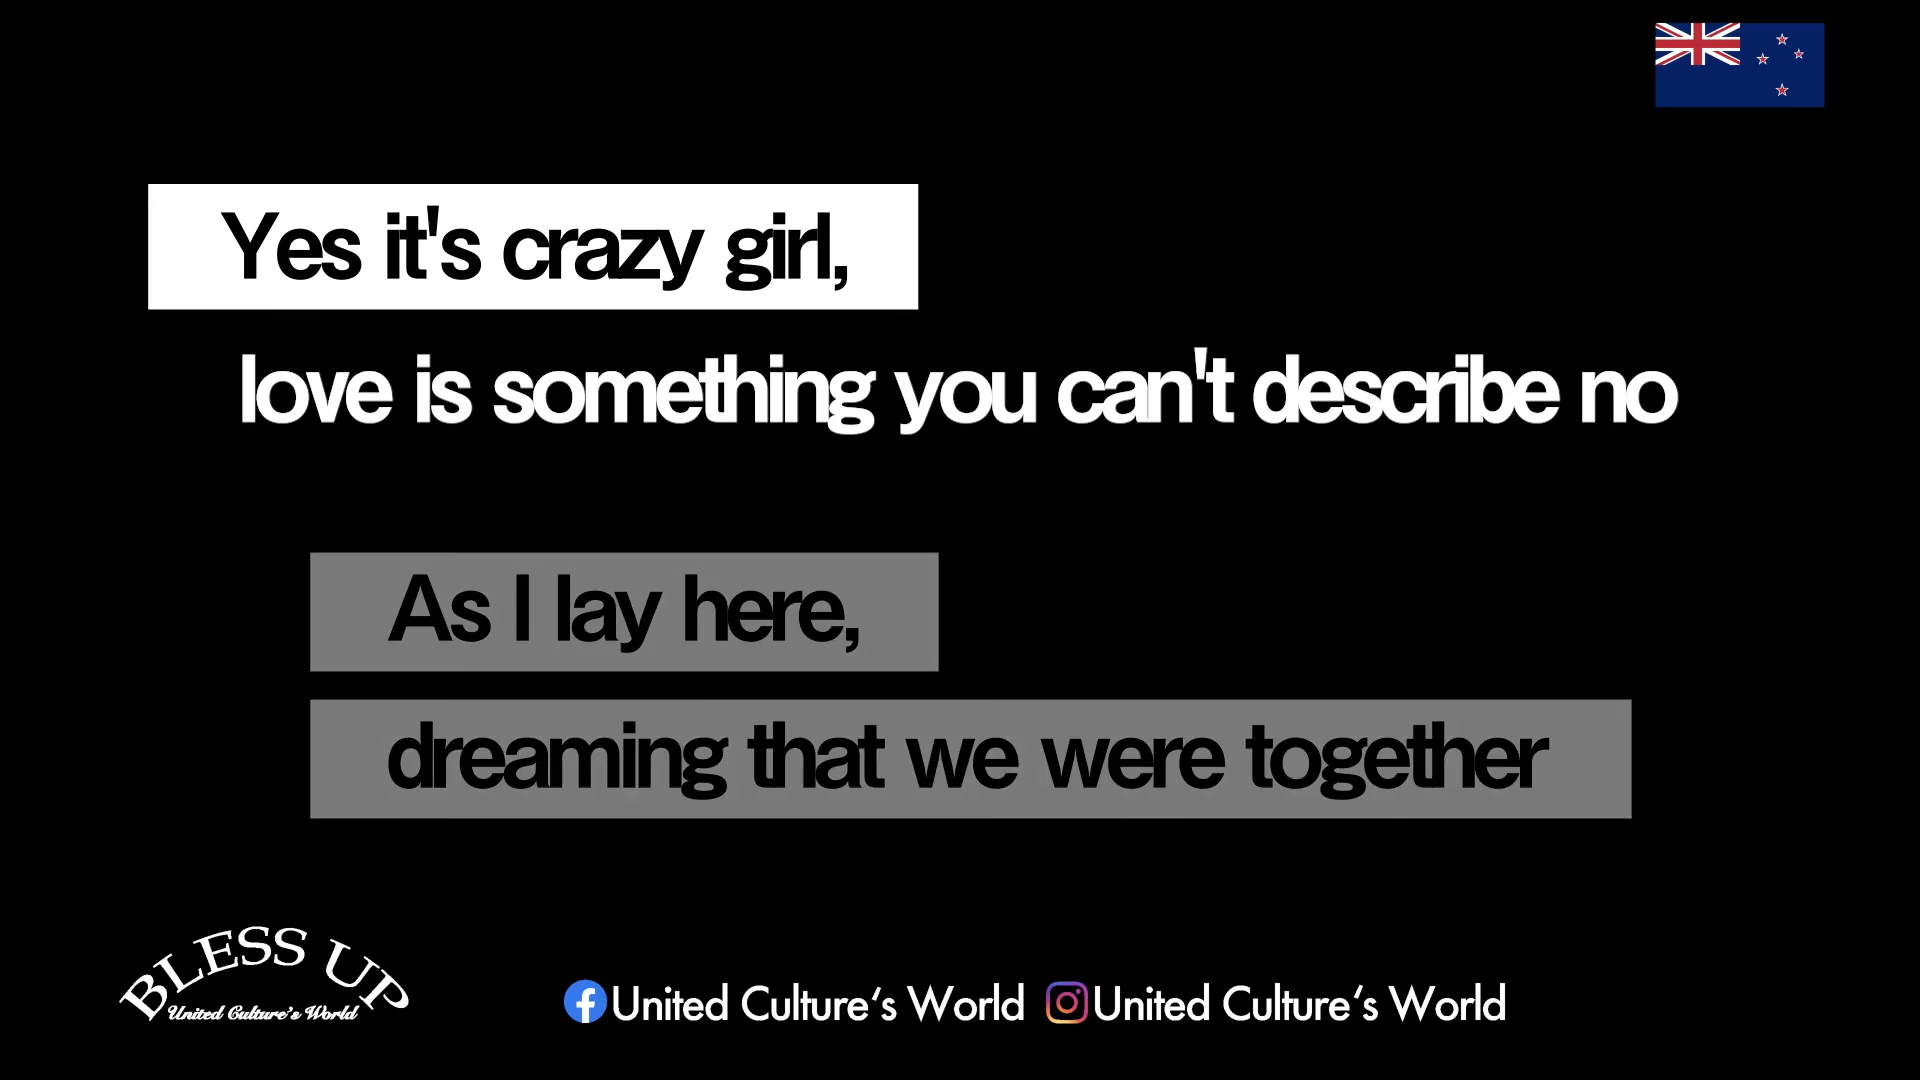 Yes it's crazy girl,
love is something you can't describe no
As I lay here,
dreaming that we were together
BLESS UP
United Culture's World
United Culture's World United Culture's World